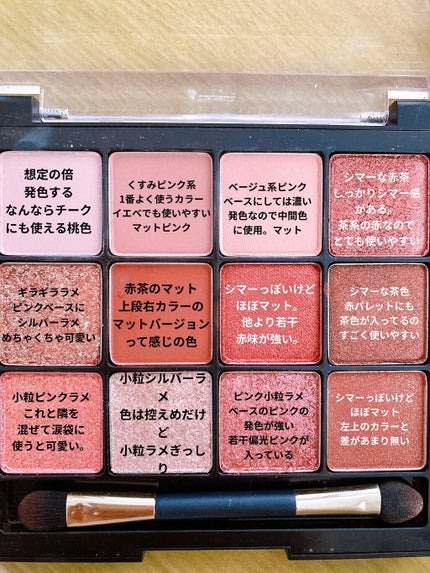 想定の倍
発色する
なんならチーク
にも使える桃色
くすみピンク系
1番よく使うカラー
イエベでも使いやすい
マットピンク
ベージュ系ピンク
ベースにしては濃い
発色なので中間色
に使用。マット
シマーな赤茶
しっかりシマー感
がある。
茶系の赤なので
とても使いやすい
ギラギララメ
ピンクベースに
シルバーラメ
めちゃくちゃ可愛い
赤茶のマット
上段右カラーの
マットバージョン
って感じの色
シマーっぽいけど
ほぼマット。
他より若干
赤味が強い。
シマーな茶色
赤パレットにも
茶色が入ってるの
すごく使いやすい
小粒ピンクラメ
これと隣を
混ぜて涙袋に
使うと可愛い。
小粒シルバーラ
メ
色は控えめだけ
ど
小粒ラメぎっし
り
ピンク小粒ラメ
ベースのピンクの
発色が強い
若干偏光ピンクが
入っている
シマーっぽいけど
ほぼマット
左上のカラーと
差があまり無い